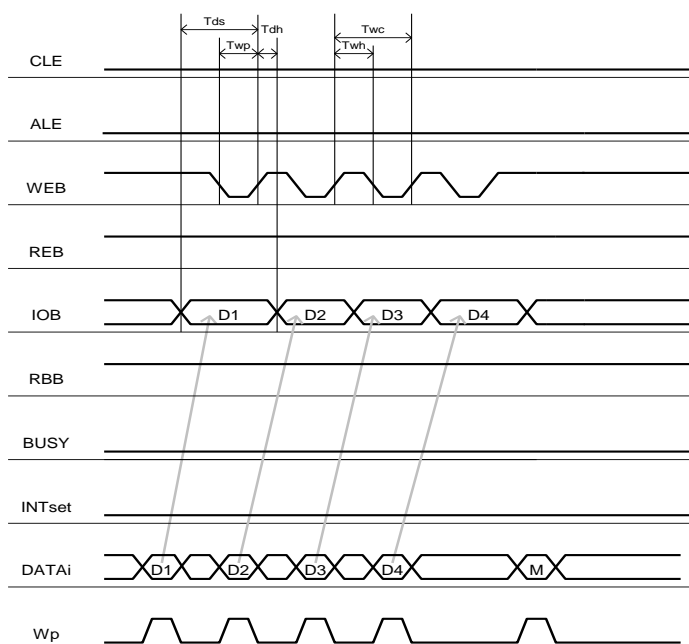 Tds
Tdh
Twp
Twc
Twh
CLE
ALE
WEB
REB
IOB
D1 D2 D3 D4
RBB
BUSY
INTset
DATAi
D1 D2 D3 D4 M
Wp